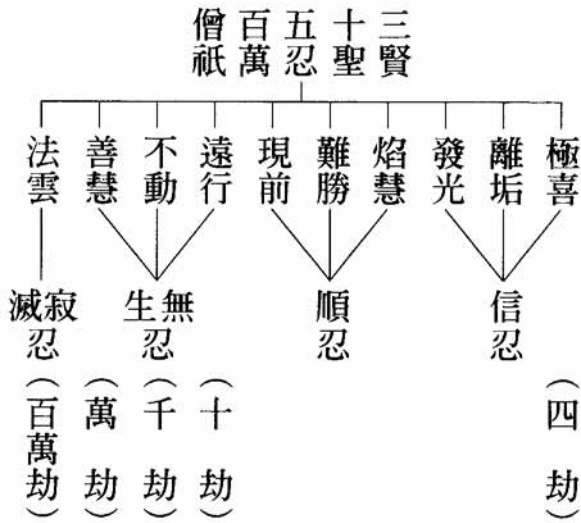 三賢
十聖
五忍
百萬
僧祇
極喜
離垢
發光
焰慧
難勝
現前
遠行
不動
善慧
法雲
信忍
順忍
無生忍
寂滅忍
(四劫)
(十劫)
(千劫)
(萬劫)
(百萬劫)